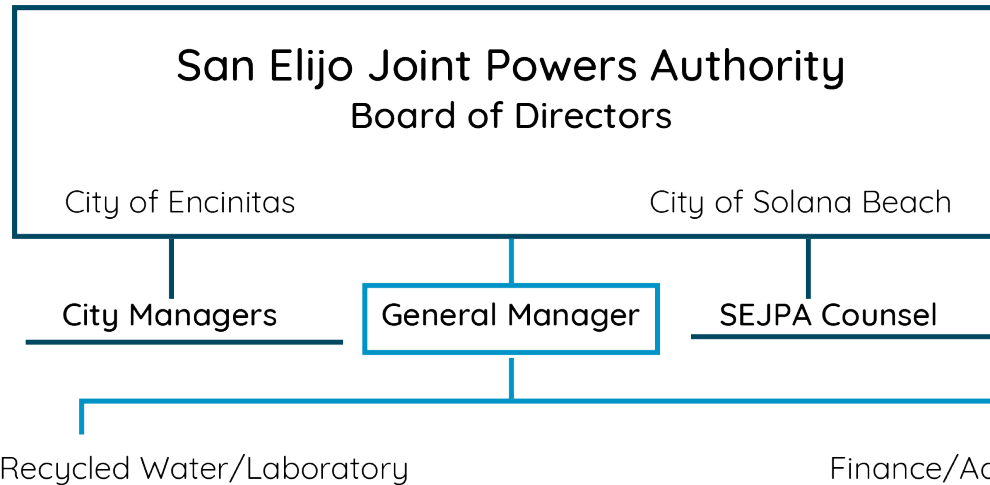 San Elijo Joint Powers Authority
Board of Directors
City of Encinitas City of Solana Beach
City Managers General Manager SEJPA Counsel
Recycled Water/Laboratory Finance/